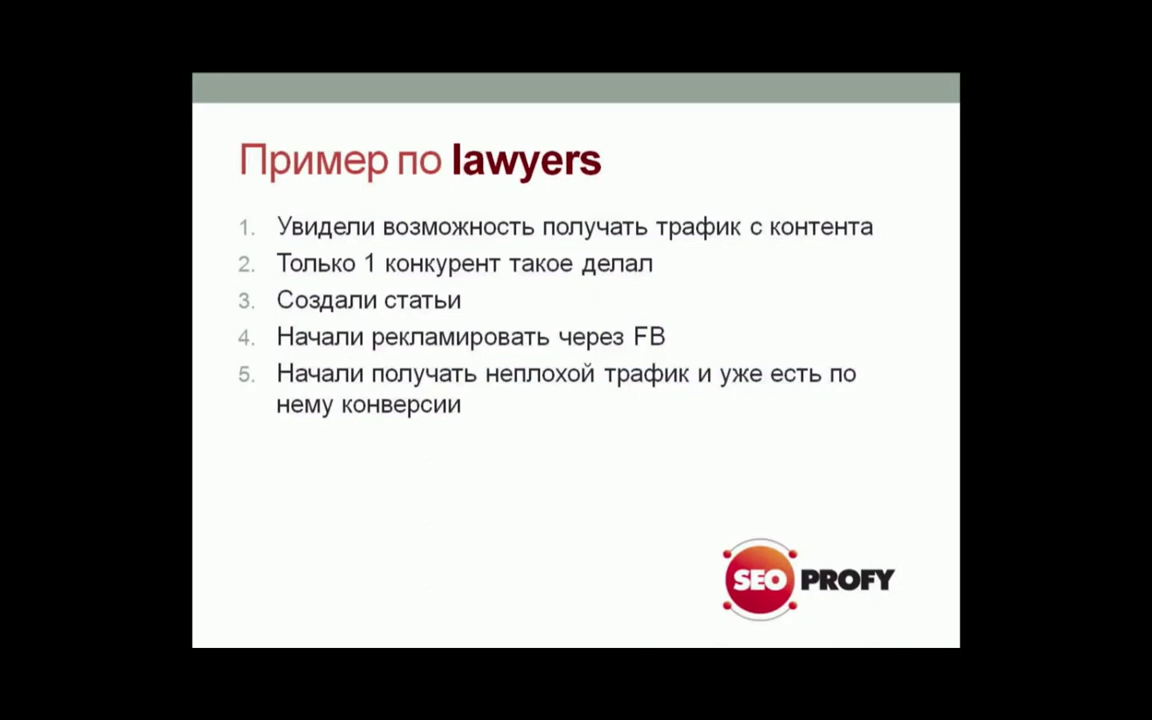 Пример по lawyers
1. Увидели возможность получать трафик с контента
2. Только 1 конкурент такое делал
3. Создали статьи
4. Начали рекламировать через FB
5. Начали получать неплохой трафик и уже есть по
нему конверсии
SEO PROFY